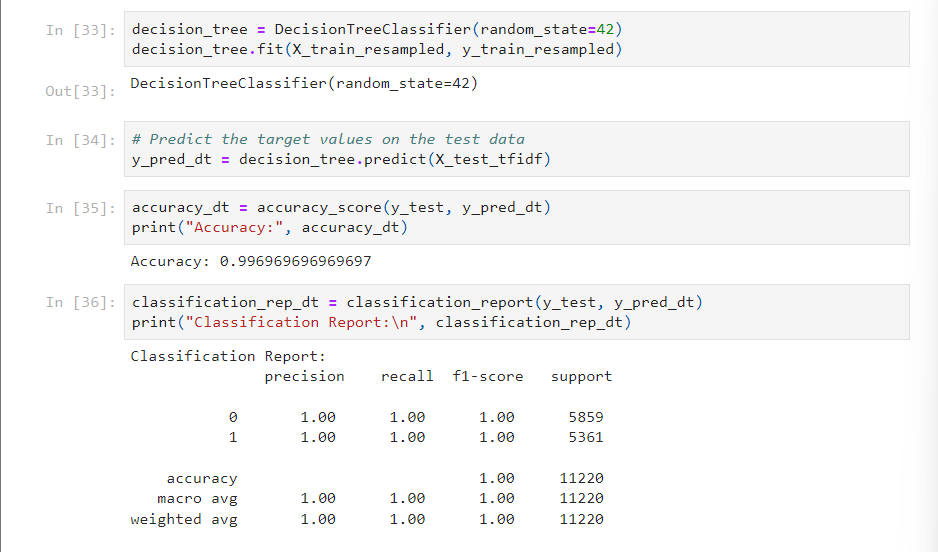 In [33]: decision_tree = DecisionTreeClassifier(random_state=42)
decision_tree.fit(X_train_resampled, y_train_resampled)
Out[33]: DecisionTreeClassifier(random_state=42)
In [34]: # Predict the target values on the test data
y_pred_dt = decision_tree.predict(X_test_tfidf)
In [35]: accuracy_dt = accuracy_score(y_test, y_pred_dt)
print("Accuracy:", accuracy_dt)
Accuracy: 0.996969696969697
In [36]: classification_rep_dt = classification_report(y_test, y_pred_dt)
print("Classification Report:\n", classification_rep_dt)
Classification Report:
precision recall f1-score support
0 1.00 1.00 1.00 5859
1 1.00 1.00 1.00 5361
accuracy 1.00 11220
macro avg 1.00 1.00 1.00 11220
weighted avg 1.00 1.00 1.00 11220